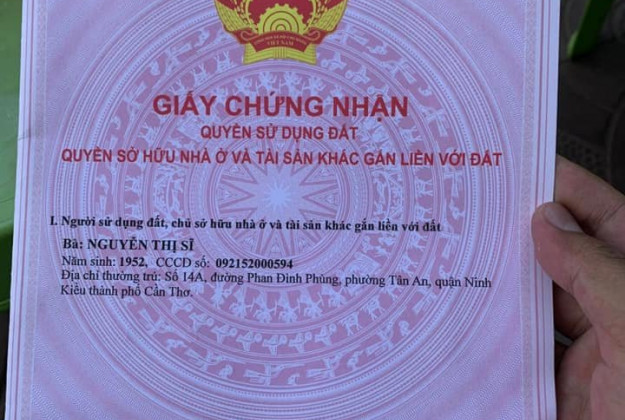 VIỆT NAM
GIẤY CHỨNG NHẬN
QUYỀN SỬ DỤNG ĐẤT
QUYỀN SỞ HỮU NHÀ Ở VÀ TÀI SẢN KHÁC GẮN LIỀN VỚI ĐẤT
I. Người sử dụng đất, chủ sở hữu nhà ở và tài sản khác gắn liền với đất
Bà: NGUYỄN THỊ SĨ
Năm sinh: 1952, CCCD số: 092152000594
Địa chỉ thường trú: Số 14A, đường Phan Đình Phùng, phường Tân An, quận Ninh
Kiều thành phố Cần Thơ.